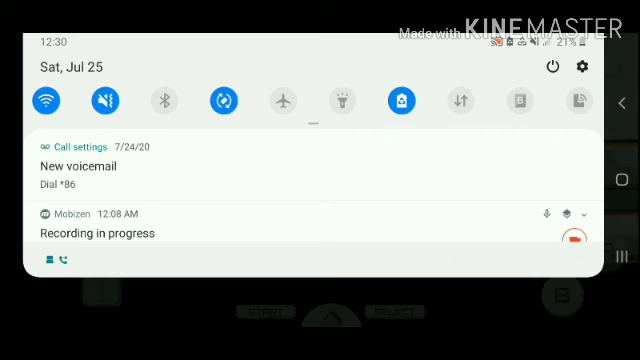 Made with KINEMASTER
12:30 21%
Sat, Jul 25
Call settings 7/24/20
New voicemail
Dial *86
Mobizen 12:08 AM
Recording in progress
START SELECT
B